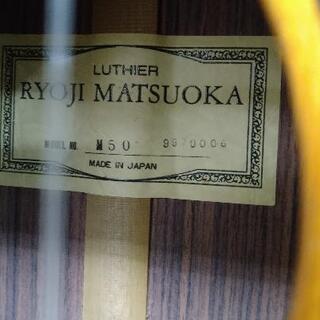 LUTHIER
RYOJI MATSUOKA
MODEL NO. M50
MADE IN JAPAN